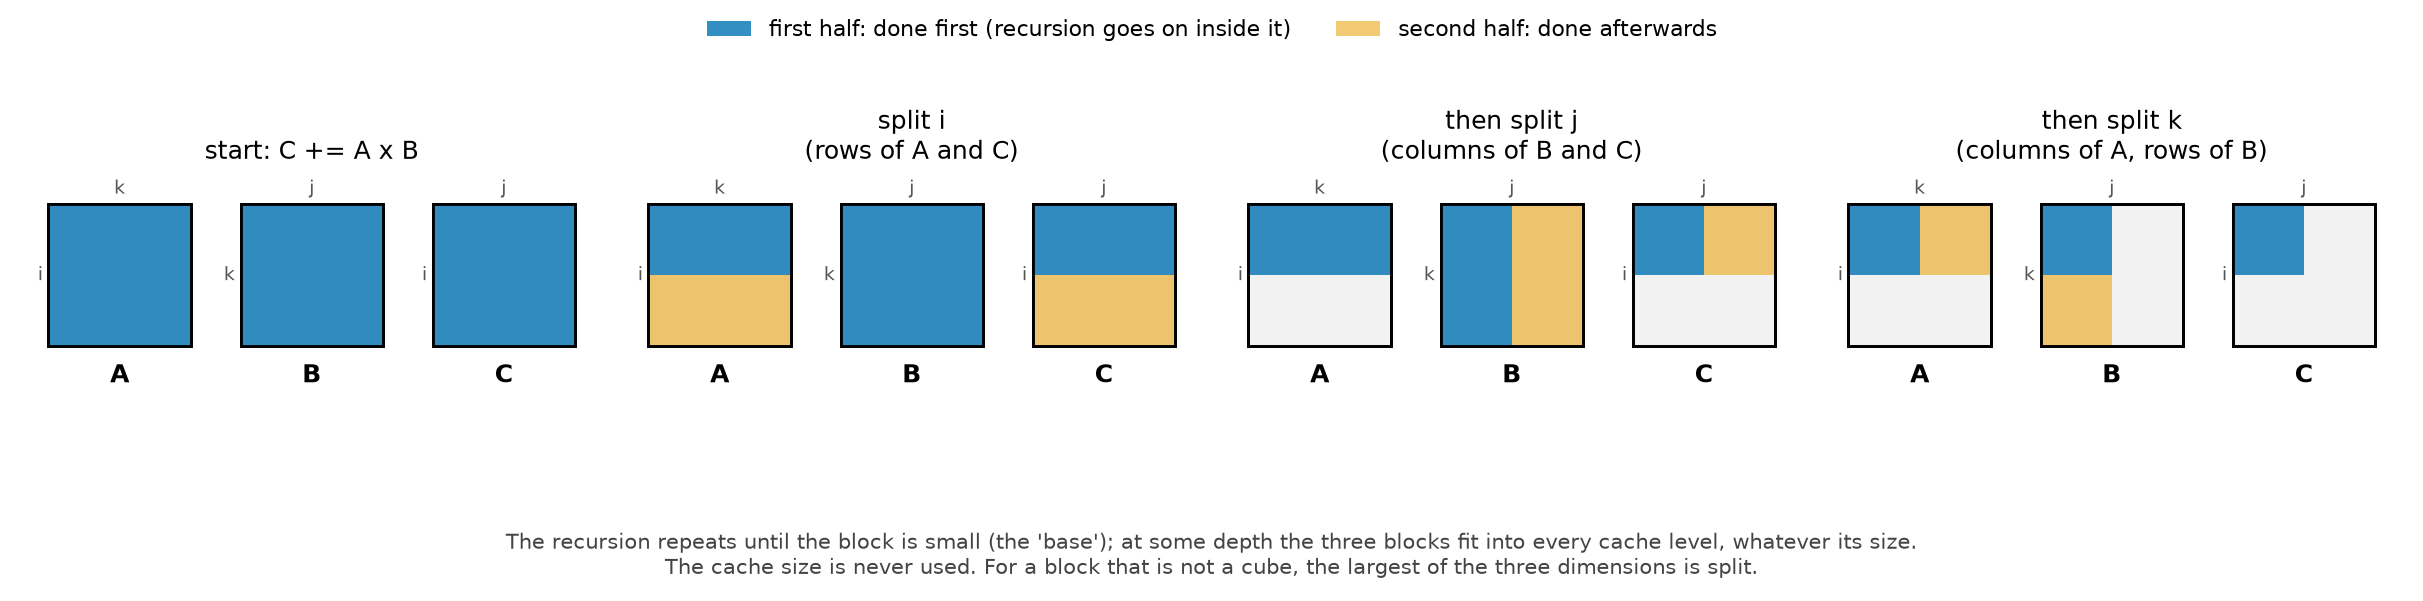 first half: done first (recursion goes on inside it)
second half: done afterwards
start: C += A x B
split i
(rows of A and C)
then split j
(columns of B and C)
then split k
(columns of A, rows of B)
k j j k j j k j j k j j
i k i i k i i k i i k i
A B C A B C A B C A B C
The recursion repeats until the block is small (the 'base'); at some depth the three blocks fit into every cache level, whatever its size.
The cache size is never used. For a block that is not a cube, the largest of the three dimensions is split.